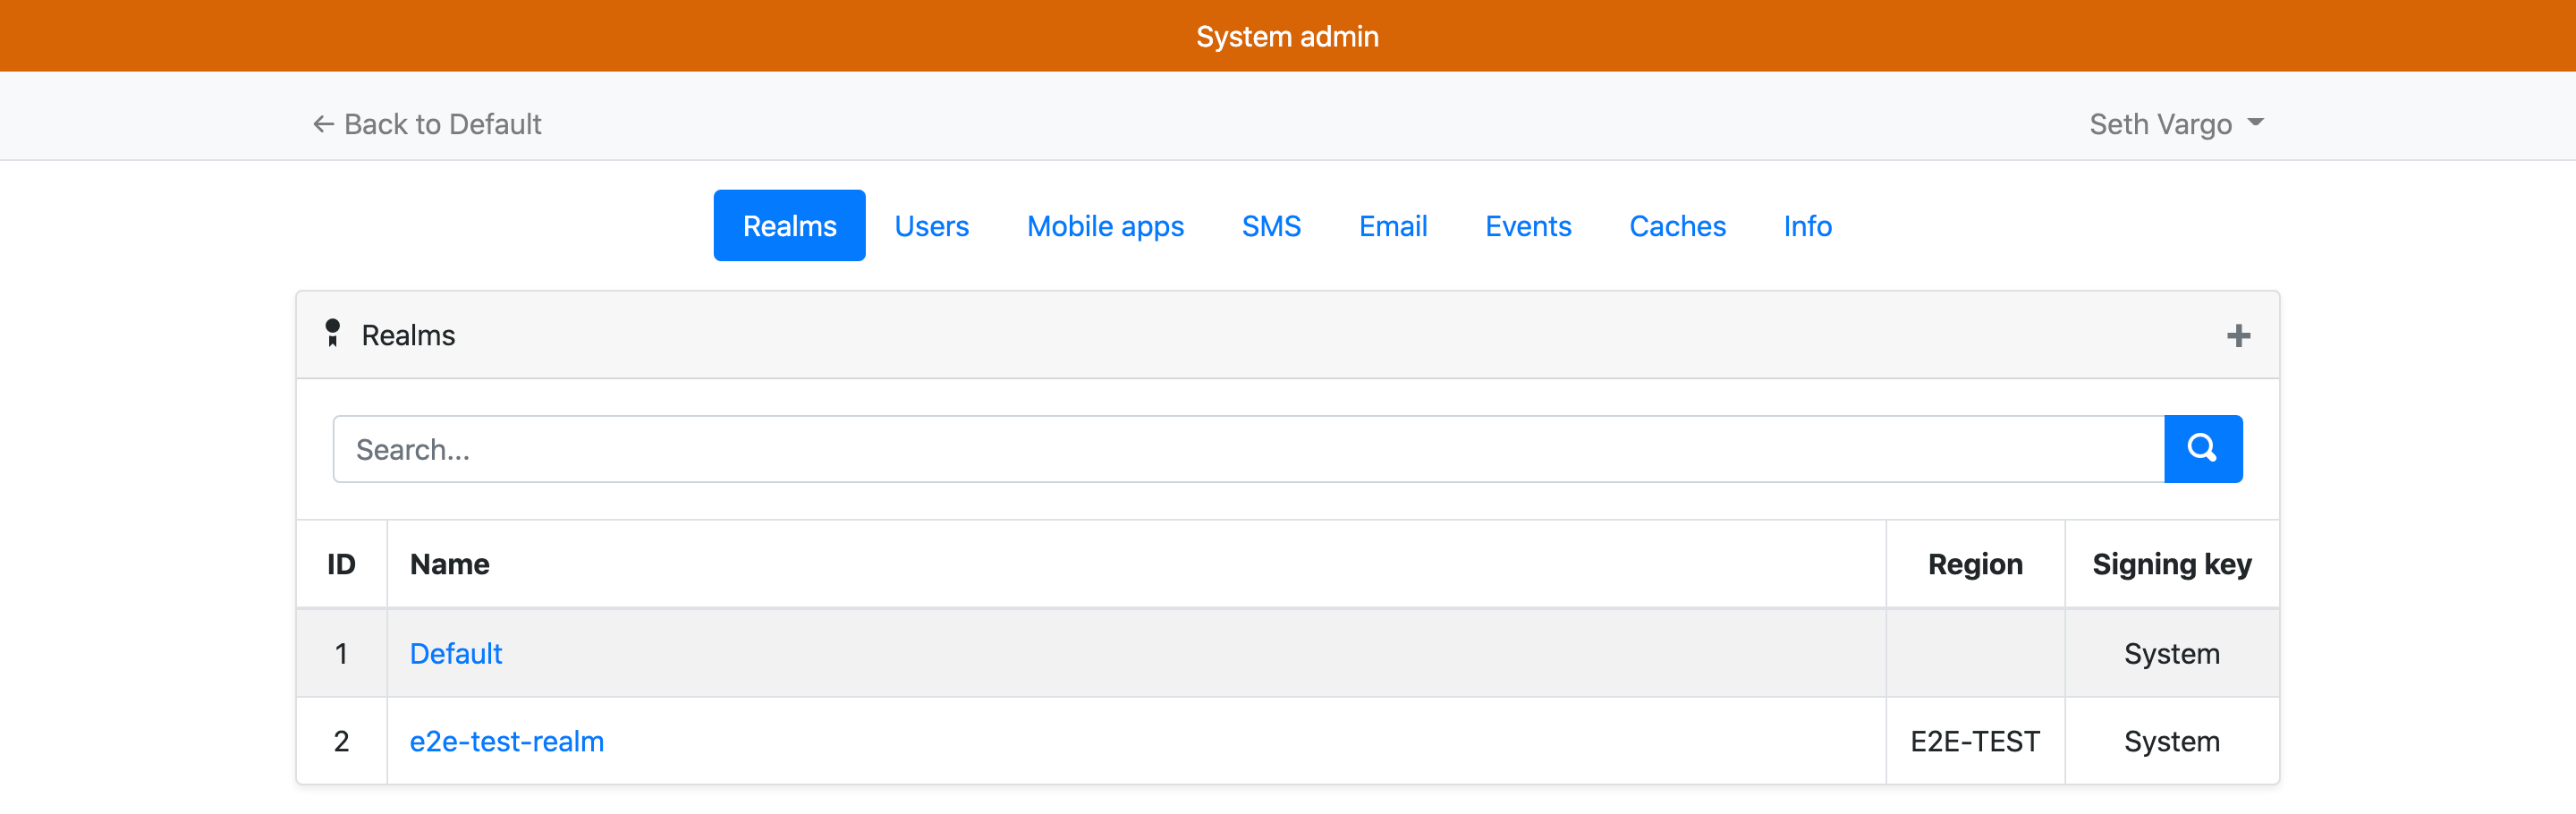 System admin
← Back to Default Seth Vargo
Realms Users Mobile apps SMS Email Events Caches Info
Realms
Search...
ID Name Region Signing key
1 Default System
2 e2e-test-realm E2E-TEST System